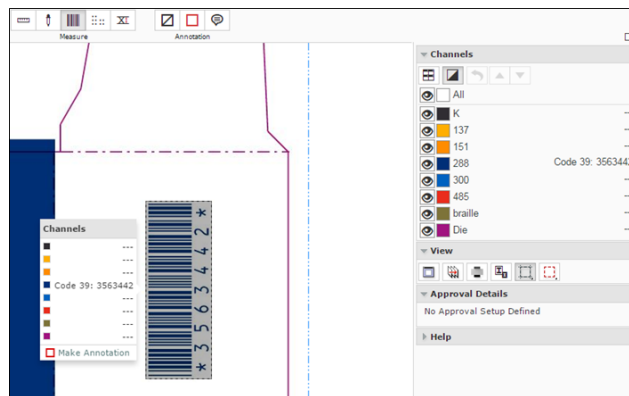 Measure
Annotation
Channels
All
K
137
151
288 Code 39: 3563442
300
485
braille
Die
View
Approval Details
No Approval Setup Defined
Help
Channels
---
---
---
Code 39: 3563442
---
---
---
---
Make Annotation
*3563442*